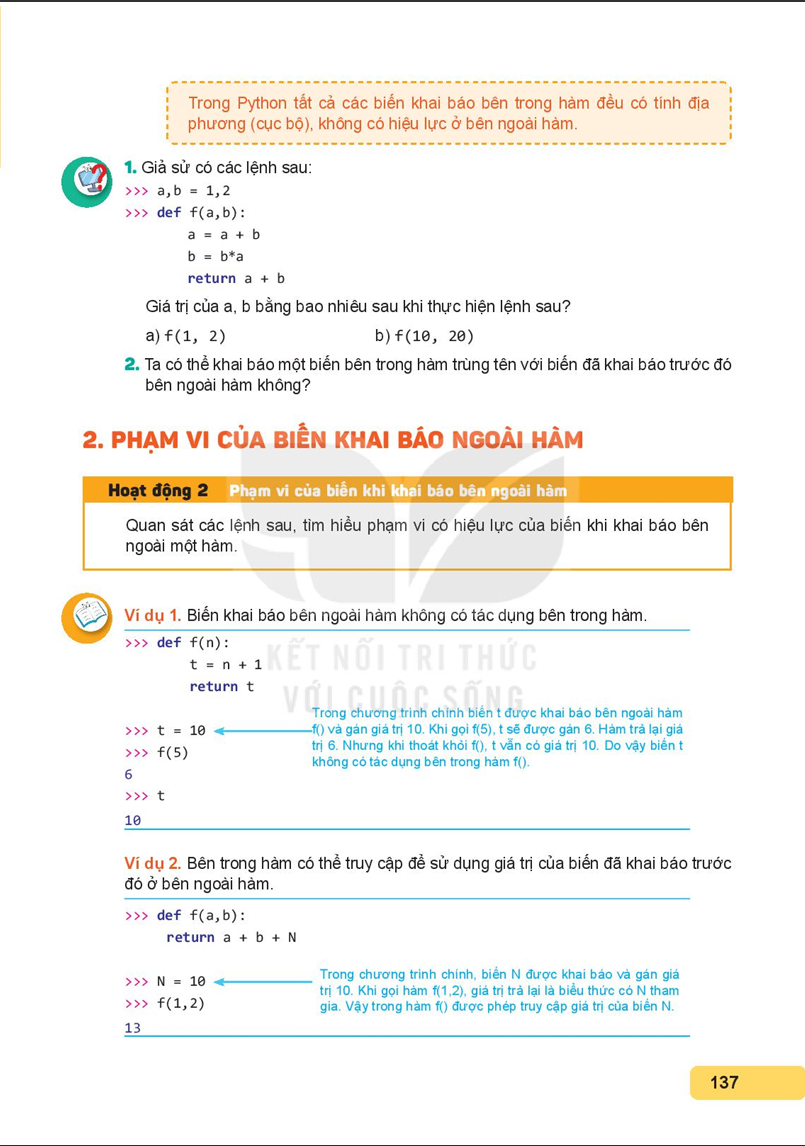 Trong Python tất cả các biến khai báo bên trong hàm đều có tính địa
phương (cục bộ), không có hiệu lực ở bên ngoài hàm.
1. Giả sử có các lệnh sau:
>>> a,b = 1,2
>>> def f(a,b):
a = a + b
b = b*a
return a + b
Giá trị của a, b bằng bao nhiêu sau khi thực hiện lệnh sau?
a) f(1, 2) b) f(10, 20)
2. Ta có thể khai báo một biến bên trong hàm trùng tên với biến đã khai báo trước đó
bên ngoài hàm không?
2. PHẠM VI CỦA BIẾN KHAI BÁO NGOÀI HÀM
Hoạt động 2 Phạm vi của biến khi khai báo bên ngoài hàm
Quan sát các lệnh sau, tìm hiểu phạm vi có hiệu lực của biến khi khai báo bên
ngoài một hàm.
Ví dụ 1. Biến khai báo bên ngoài hàm không có tác dụng bên trong hàm.
>>> def f(n):
t = n + 1
return t
KẾT NỐI TRI THỨC
VỚI CUỘC SỐNG
>>> t = 10
>>> f(5)
6
>>> t
10
Trong chương trình chính biến t được khai báo bên ngoài hàm
f() và gán giá trị 10. Khi gọi f(5), t sẽ được gán 6. Hàm trả lại giá
trị 6. Nhưng khi thoát khỏi f(), t vẫn có giá trị 10. Do vậy biến t
không có tác dụng bên trong hàm f().
Ví dụ 2. Bên trong hàm có thể truy cập để sử dụng giá trị của biến đã khai báo trước
đó ở bên ngoài hàm.
>>> def f(a,b):
return a + b + N
>>> N = 10
>>> f(1,2)
13
Trong chương trình chính, biến N được khai báo và gán giá
trị 10. Khi gọi hàm f(1,2), giá trị trả lại là biểu thức có N tham
gia. Vậy trong hàm f() được phép truy cập giá trị của biến N.
137